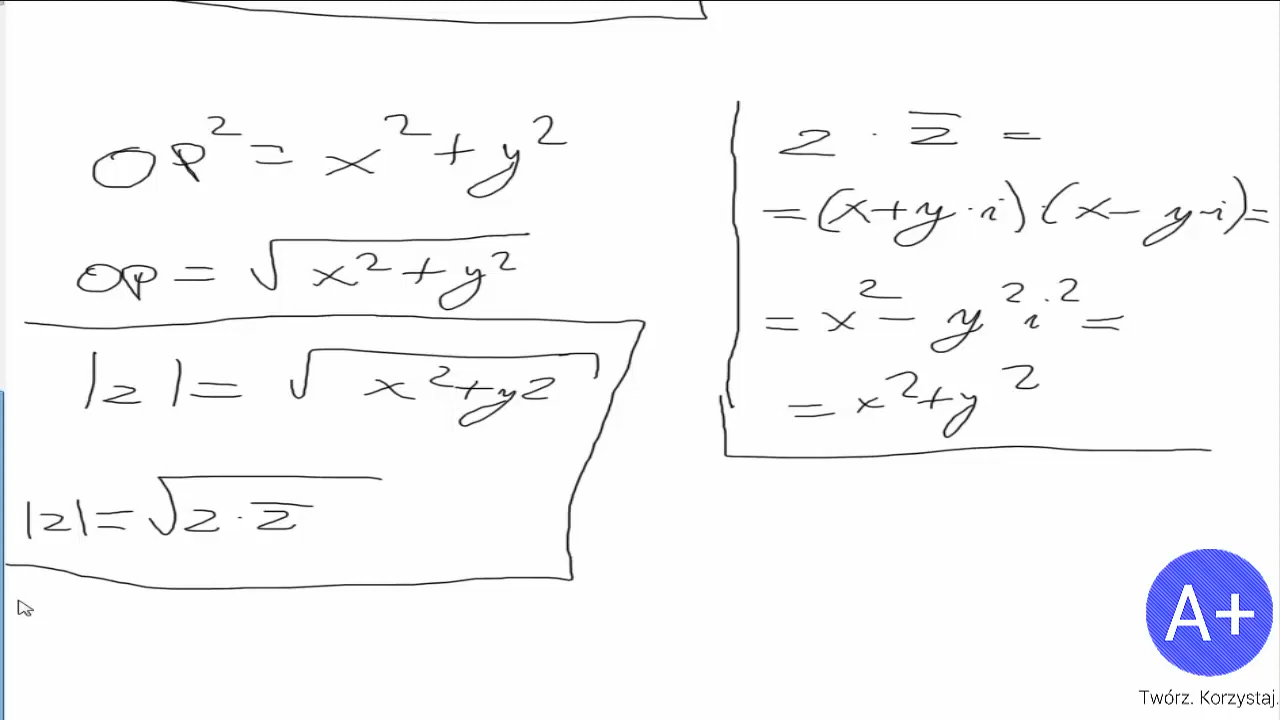 OP² = x² + y²
OP = √(x² + y²)
|z| = √(x² + y²)
|z| = √(z · z̅)
z · z̅ =
= (x + y · i) · (x − y · i) =
= x² − y² i² =
= x² + y²
A+
Twórz. Korzystaj.